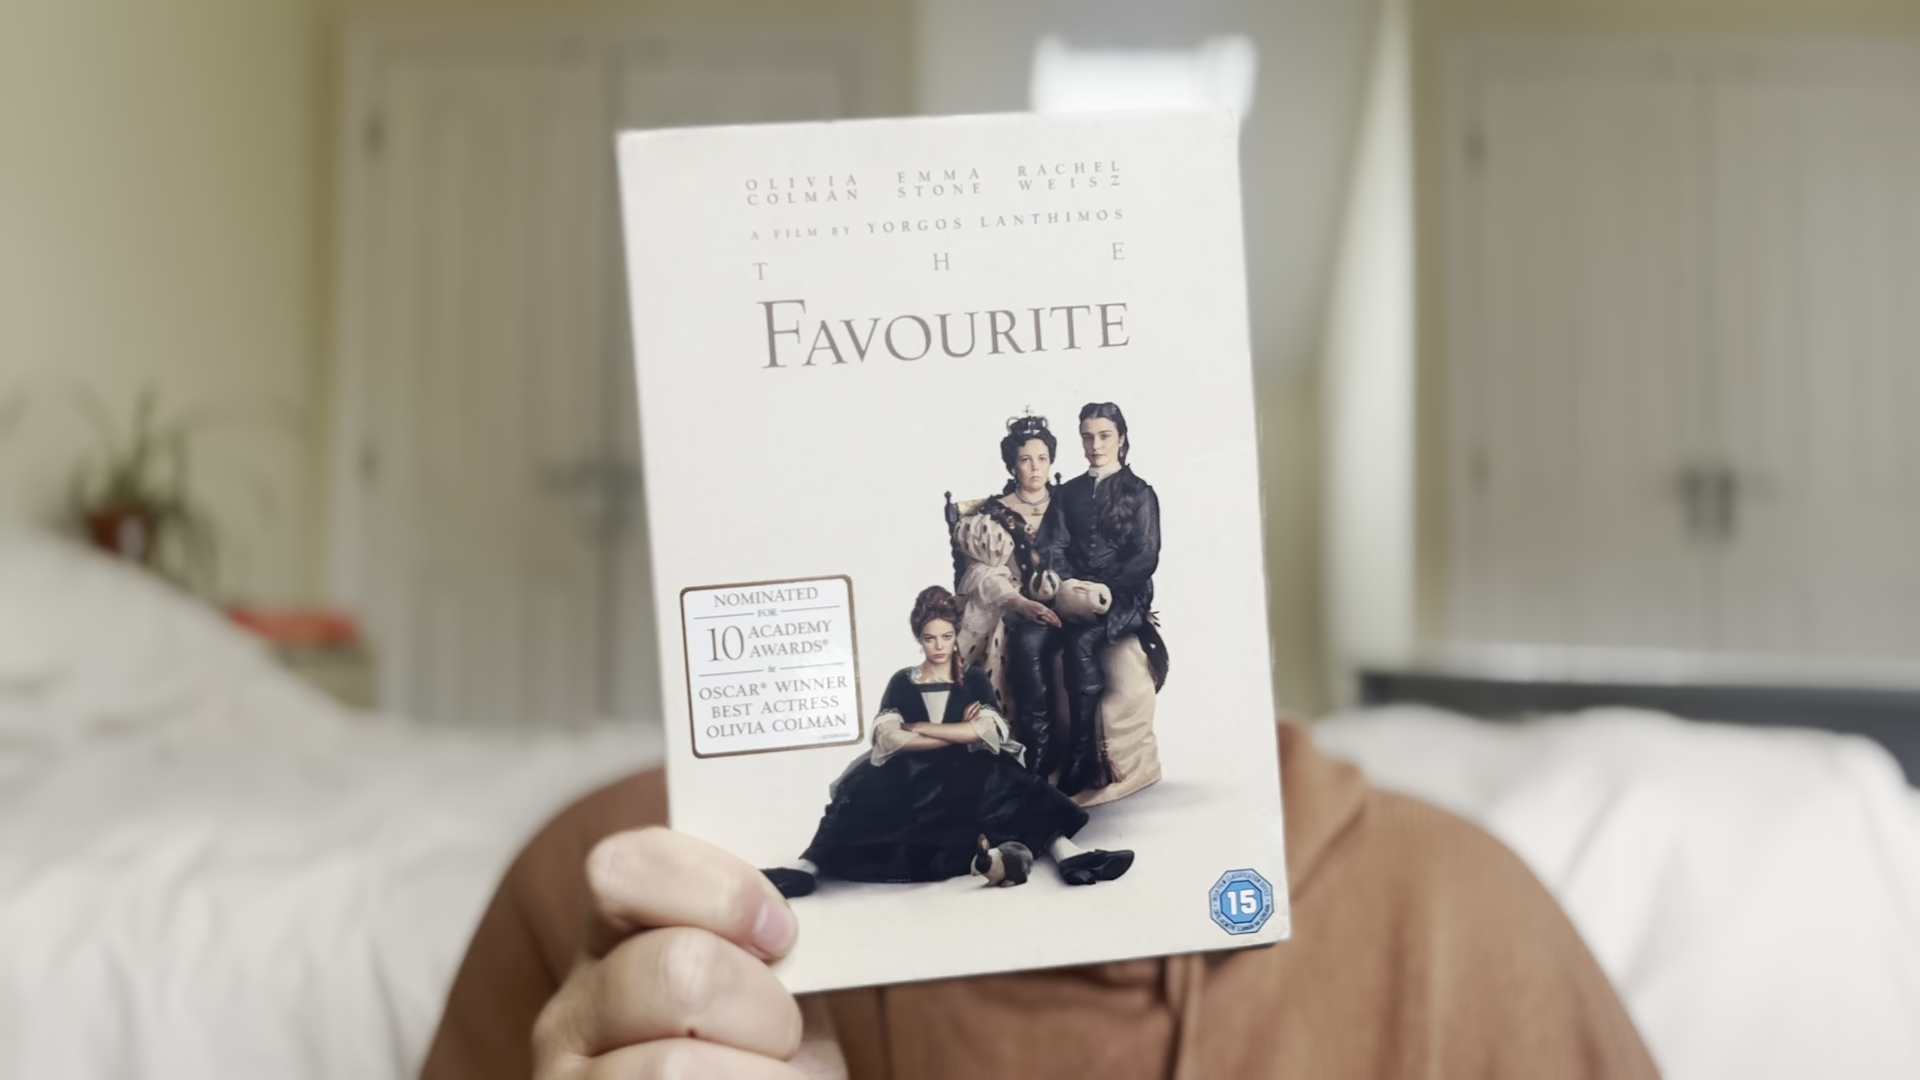 OLIVIA COLMAN
EMMA STONE
RACHEL WEISZ
A FILM BY YORGOS LANTHIMOS
THE
FAVOURITE
NOMINATED
FOR
10 ACADEMY AWARDS®
&
OSCAR® WINNER
BEST ACTRESS
OLIVIA COLMAN
15